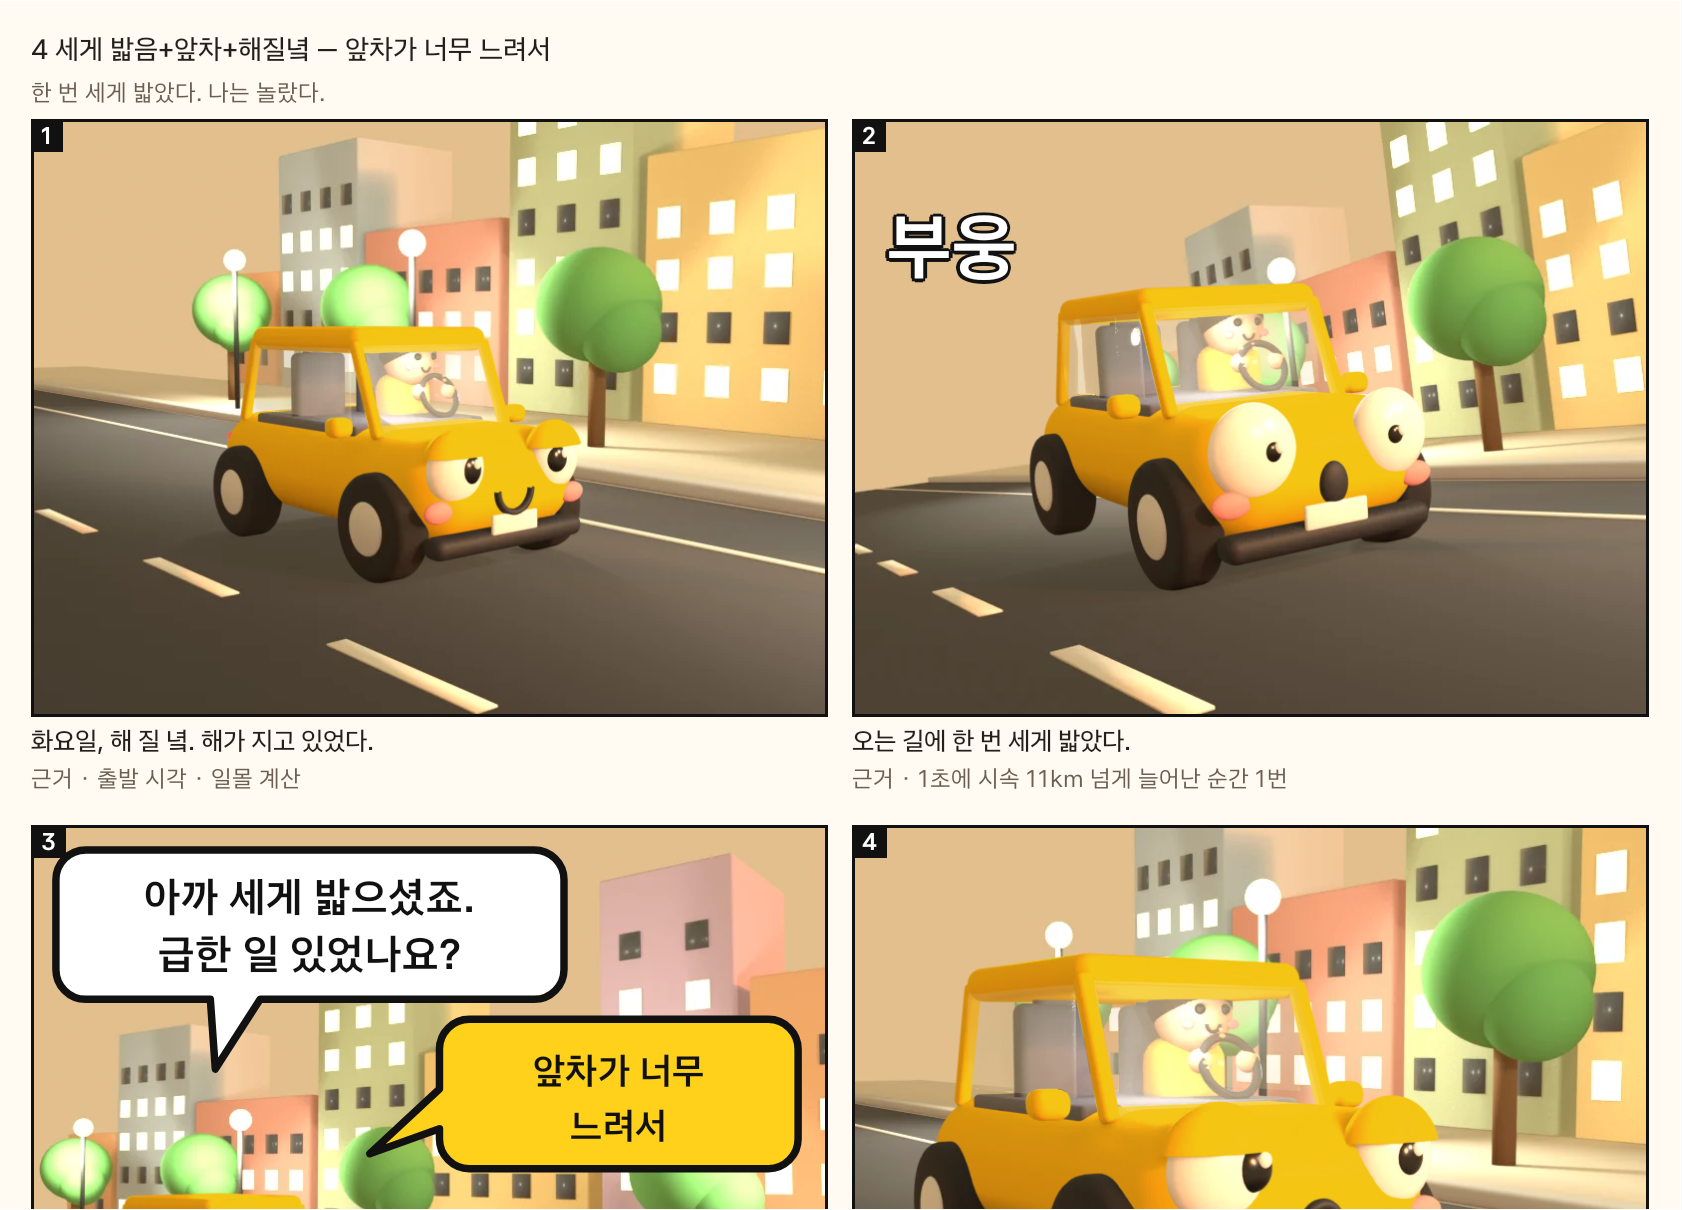 4 세게 밟음+앞차+해질녘 — 앞차가 너무 느려서
한 번 세게 밟았다. 나는 놀랐다.
1
2
부웅
화요일, 해 질 녘. 해가 지고 있었다.
근거 · 출발 시각 · 일몰 계산
오는 길에 한 번 세게 밟았다.
근거 · 1초에 시속 11km 넘게 늘어난 순간 1번
3
아까 세게 밟으셨죠.
급한 일 있었나요?
앞차가 너무
느려서
4